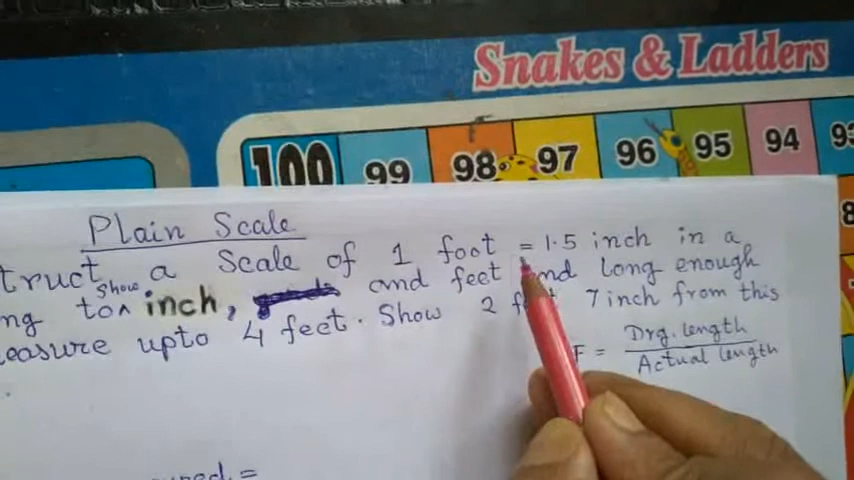 Snakes & Ladders
100 99 98 97 96 95 94
Plain Scale
truct a Scale of 1 foot = 1.5 inch in a
ng to show inch, and feet and long enough
easure upto 4 feet. Show 2 7 inch from this
F = Drg. length
Actual length
=